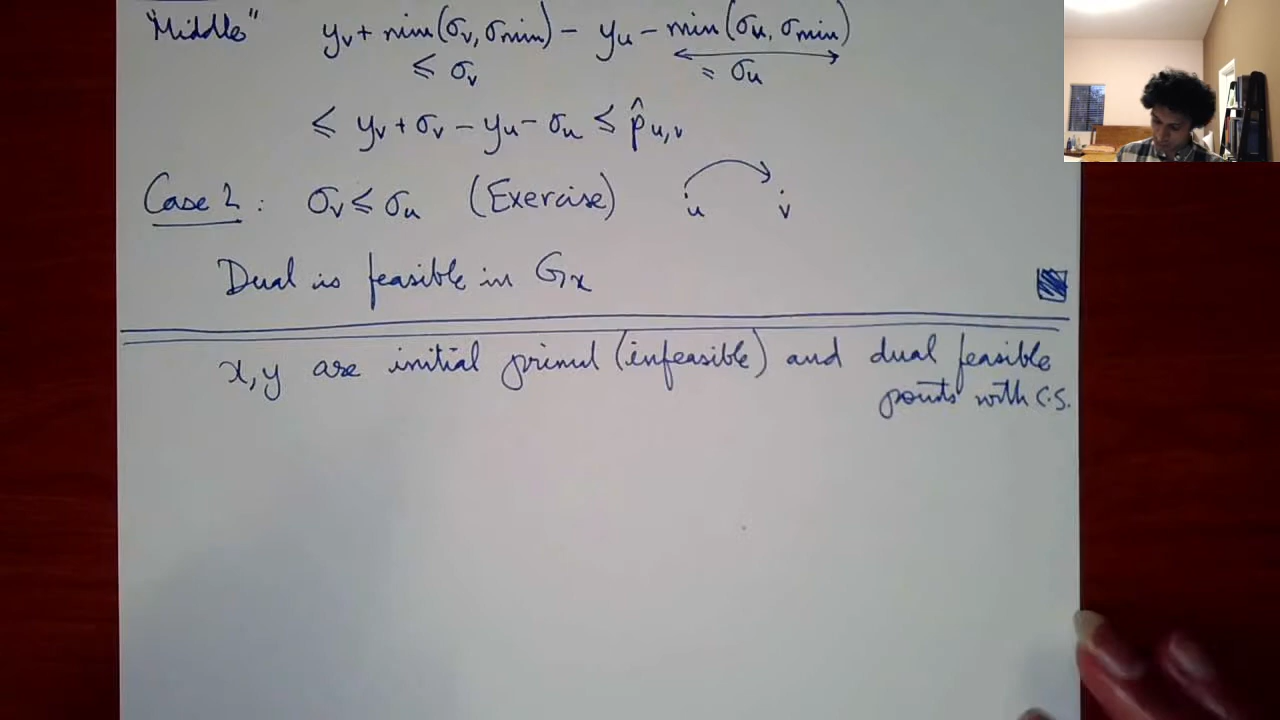 "Middle" y_v + min(σ_v, σ_min) - y_u - min(σ_u, σ_min)
≤ σ_v = σ_u
≤ y_v + σ_v - y_u - σ_u ≤ p̂_{u,v}
Case 2: σ_v ≤ σ_u (Exercise) u v
Dual is feasible in G_x
x, y are initial primal (infeasible) and dual feasible
points with C.S.